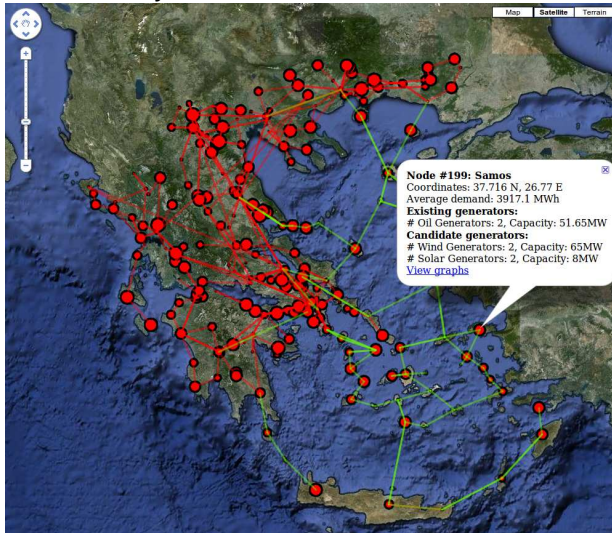 Map Satellite Terrain
Node #199: Samos
Coordinates: 37.716 N, 26.77 E
Average demand: 3917.1 MWh
Existing generators:
# Oil Generators: 2, Capacity: 51.65MW
Candidate generators:
# Wind Generators: 2, Capacity: 65MW
# Solar Generators: 2, Capacity: 8MW
View graphs